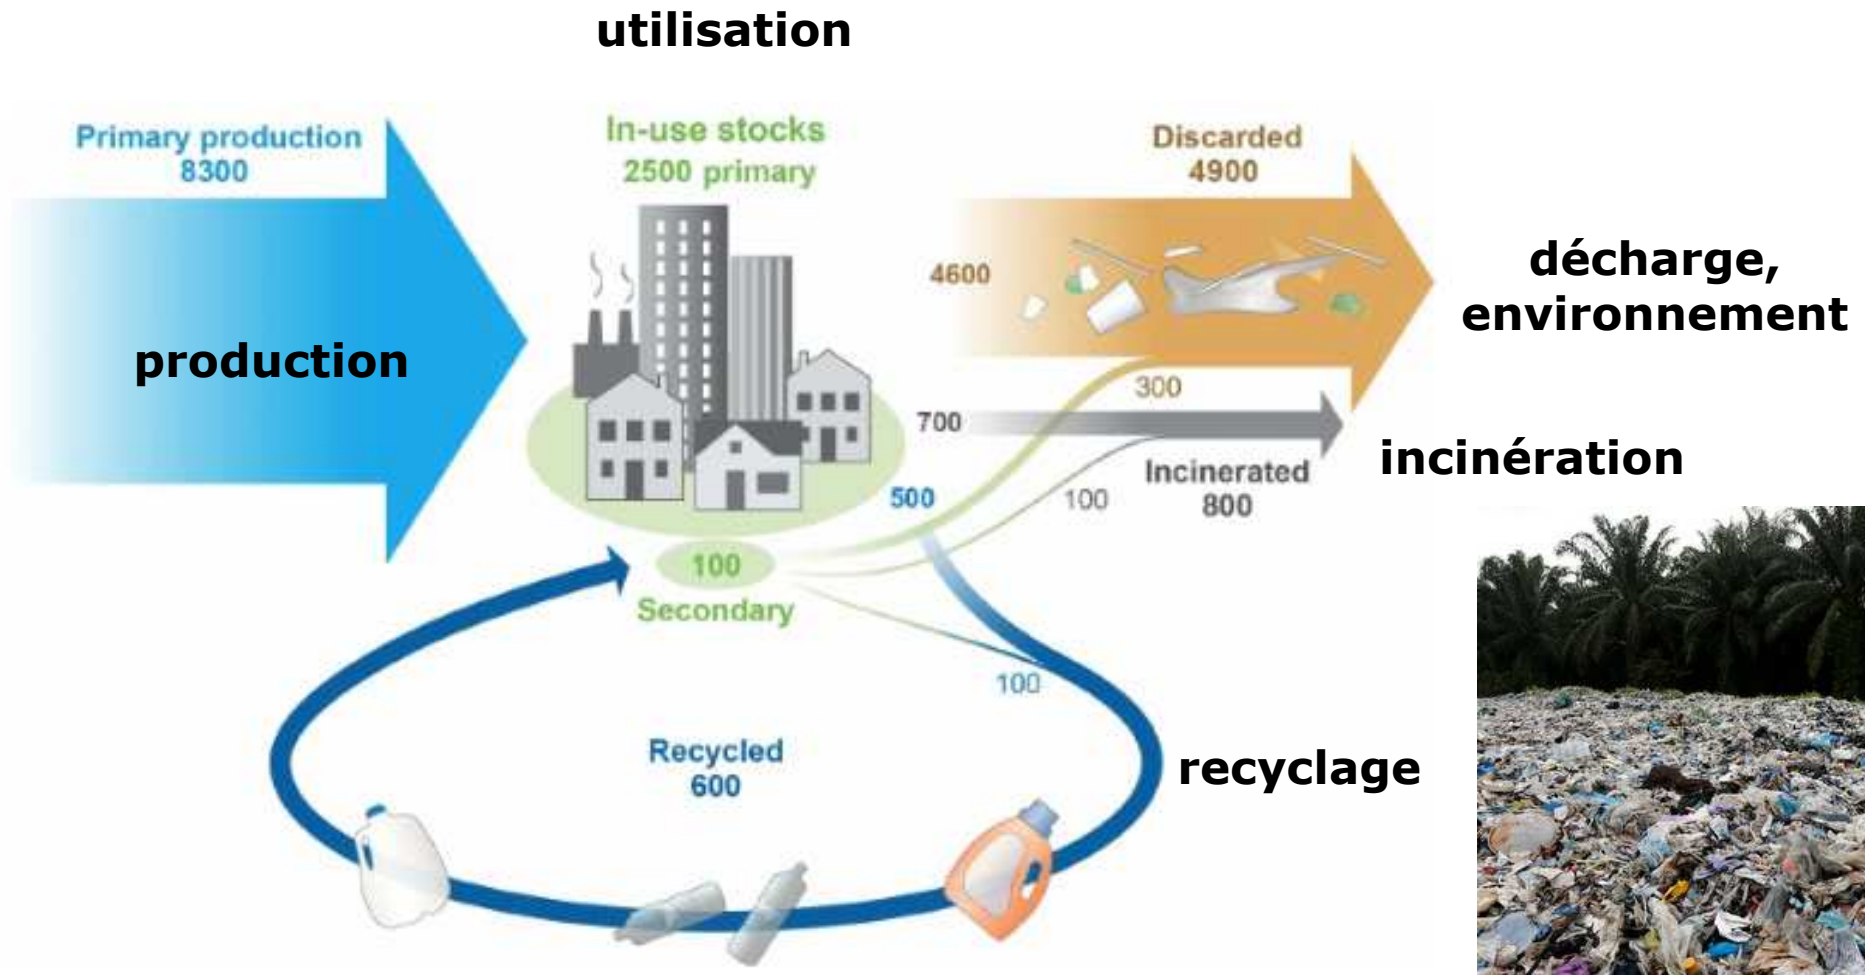 utilisation
Primary production
8300
production
In-use stocks
2500 primary
Discarded
4900
4600
décharge,
environnement
300
700
incinération
Incinerated
800
500
100
100
Secondary
100
Recycled
600
recyclage